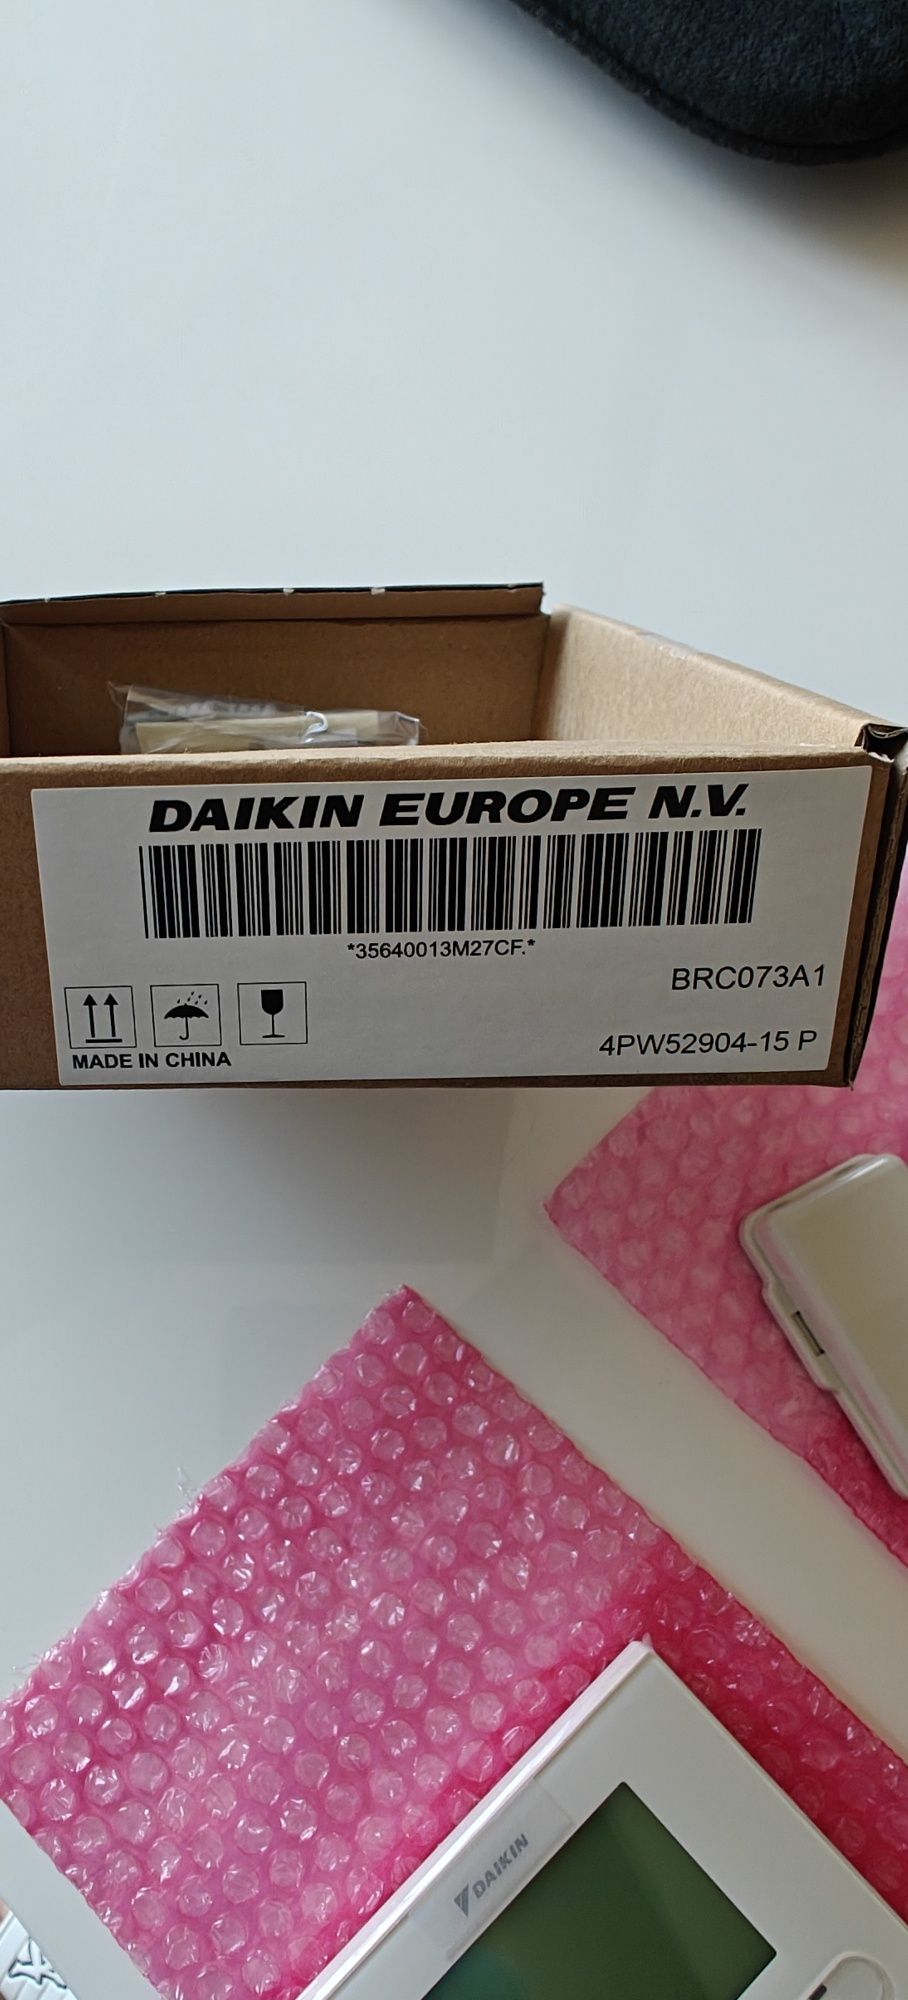 DAIKIN EUROPE N.V.
*35640013M27CF.*
BRC073A1
4PW52904-15 P
MADE IN CHINA
DAIKIN